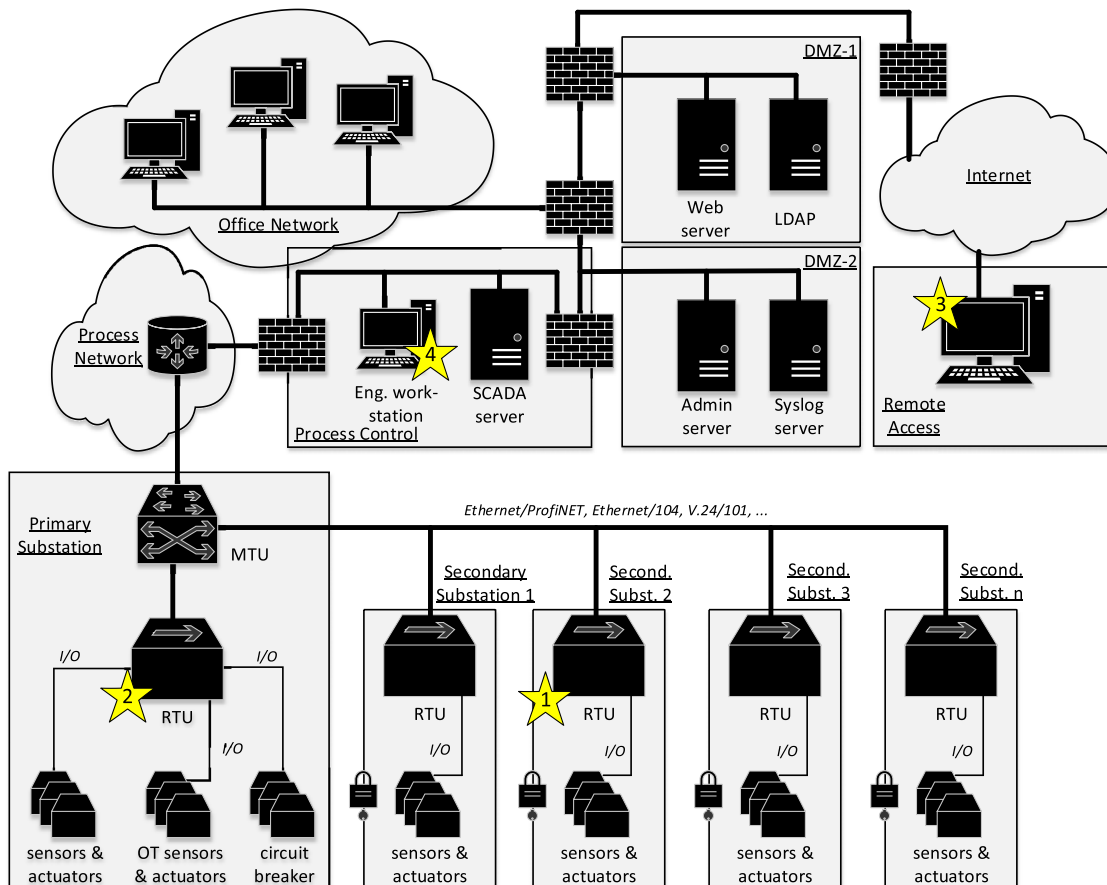 DMZ-1
Web
server
LDAP
Internet
Office Network
DMZ-2
Admin
server
Syslog
server
3
Remote
Access
Process
Network
4
Eng. work-
station
SCADA
server
Process Control
Primary
Substation
MTU
Ethernet/ProfiNET, Ethernet/104, V.24/101, ...
I/O
I/O
2
RTU
I/O
sensors &
actuators
OT sensors
& actuators
circuit
breaker
Secondary
Substation 1
RTU
I/O
sensors &
actuators
Second.
Subst. 2
1
RTU
I/O
sensors &
actuators
Second.
Subst. 3
RTU
I/O
sensors &
actuators
Second.
Subst. n
RTU
I/O
sensors &
actuators